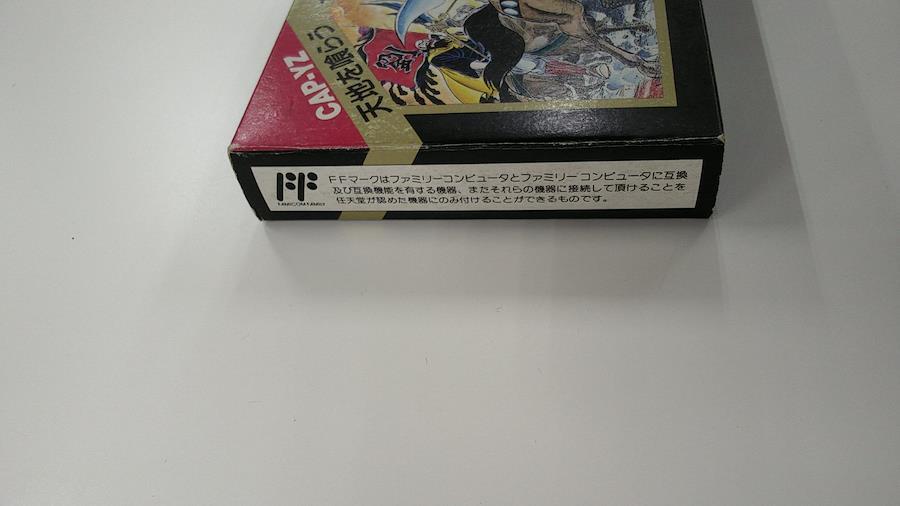 CAP-YZ
天地を喰らう
劉
FAMICOM FAMILY
FFマークはファミリーコンピュータとファミリーコンピュータに互換
及び互換機能を有する機器、またそれらの機器に接続して頂けることを
任天堂が認めた機器にのみ付けることができるものです。